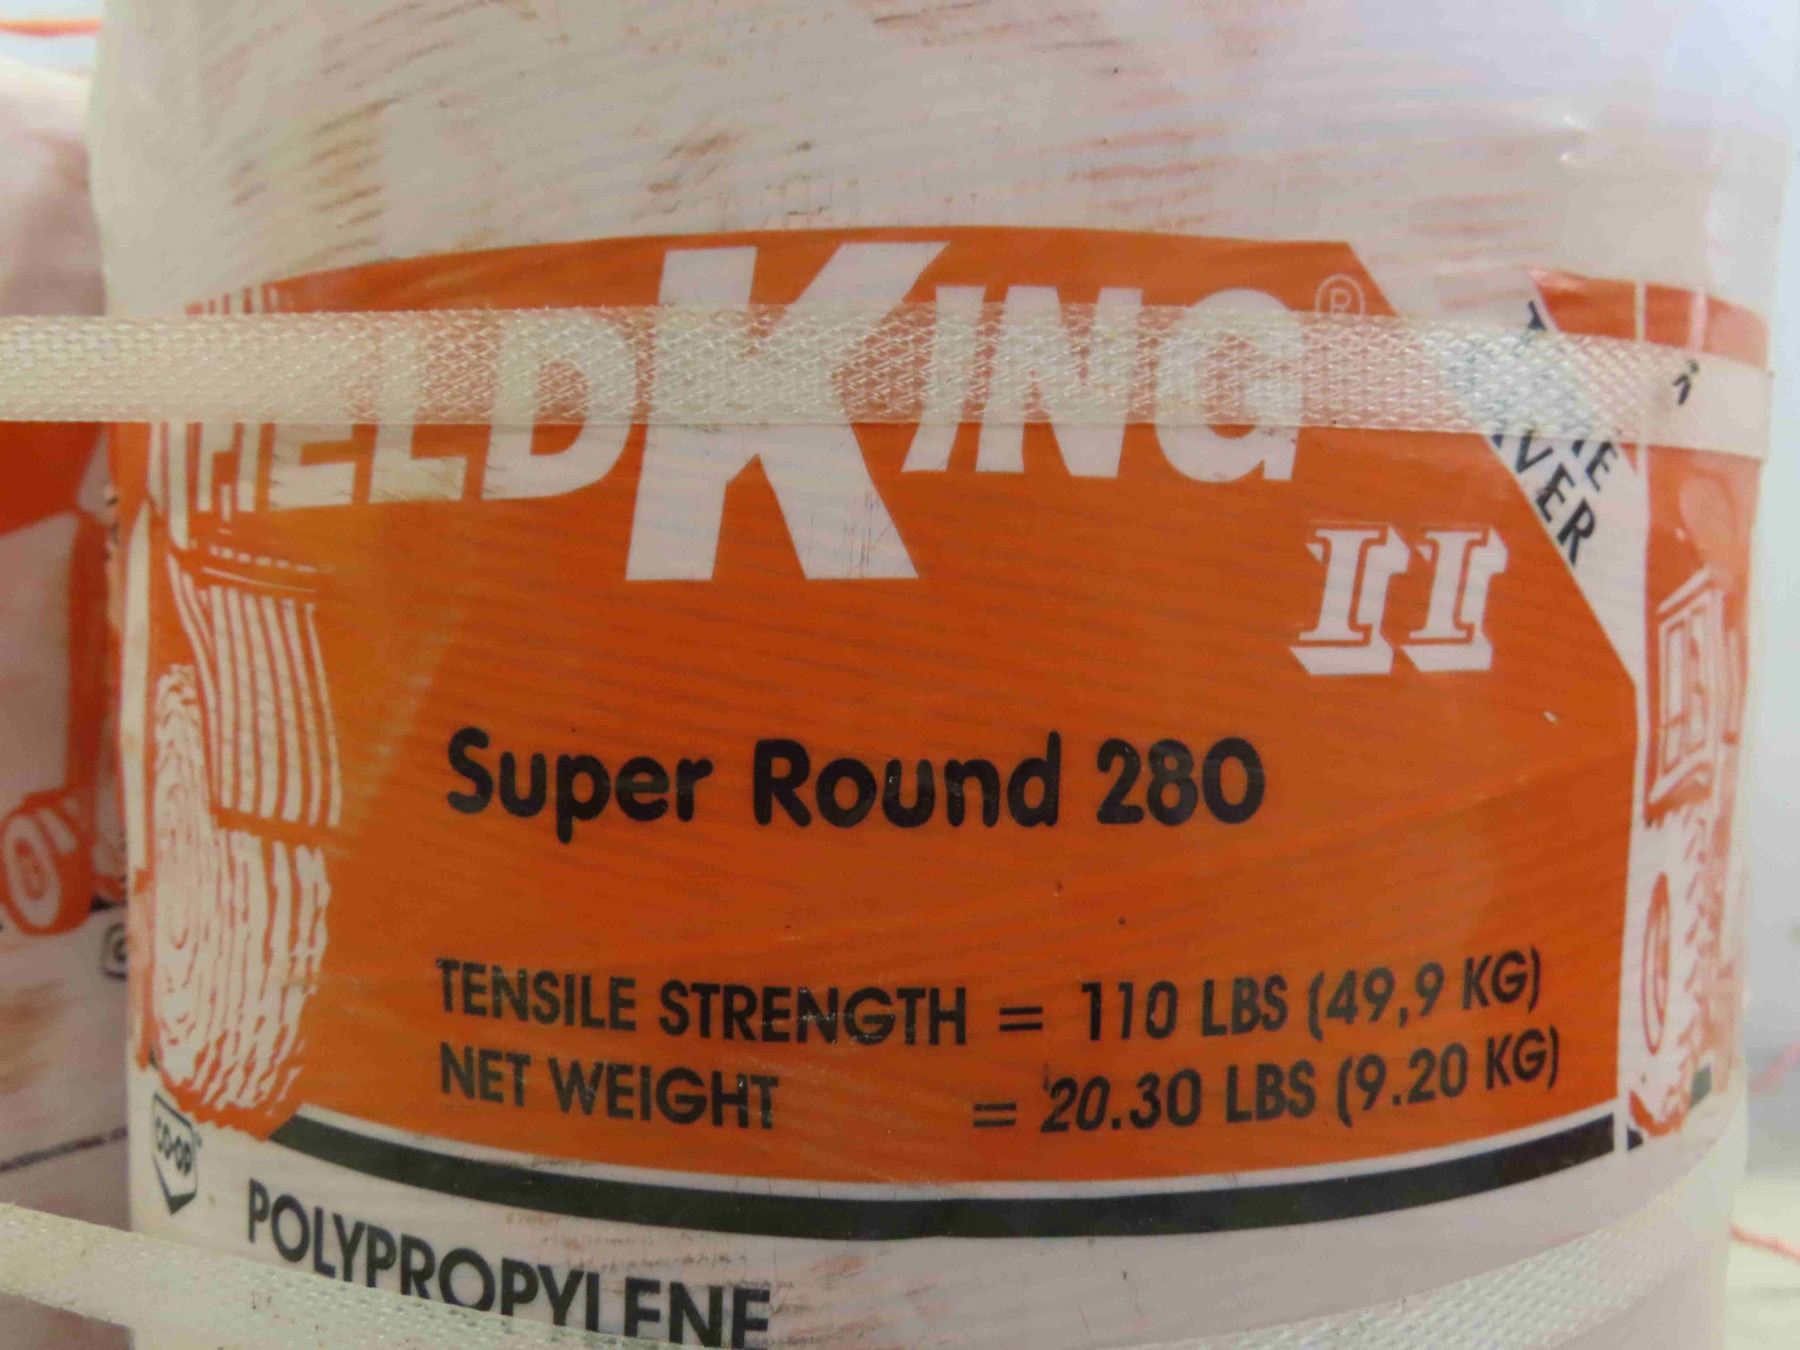 FIELDKING®
II
Super Round 280
TENSILE STRENGTH = 110 LBS (49,9 KG)
NET WEIGHT = 20.30 LBS (9.20 KG)
CO-OP
POLYPROPYLENE